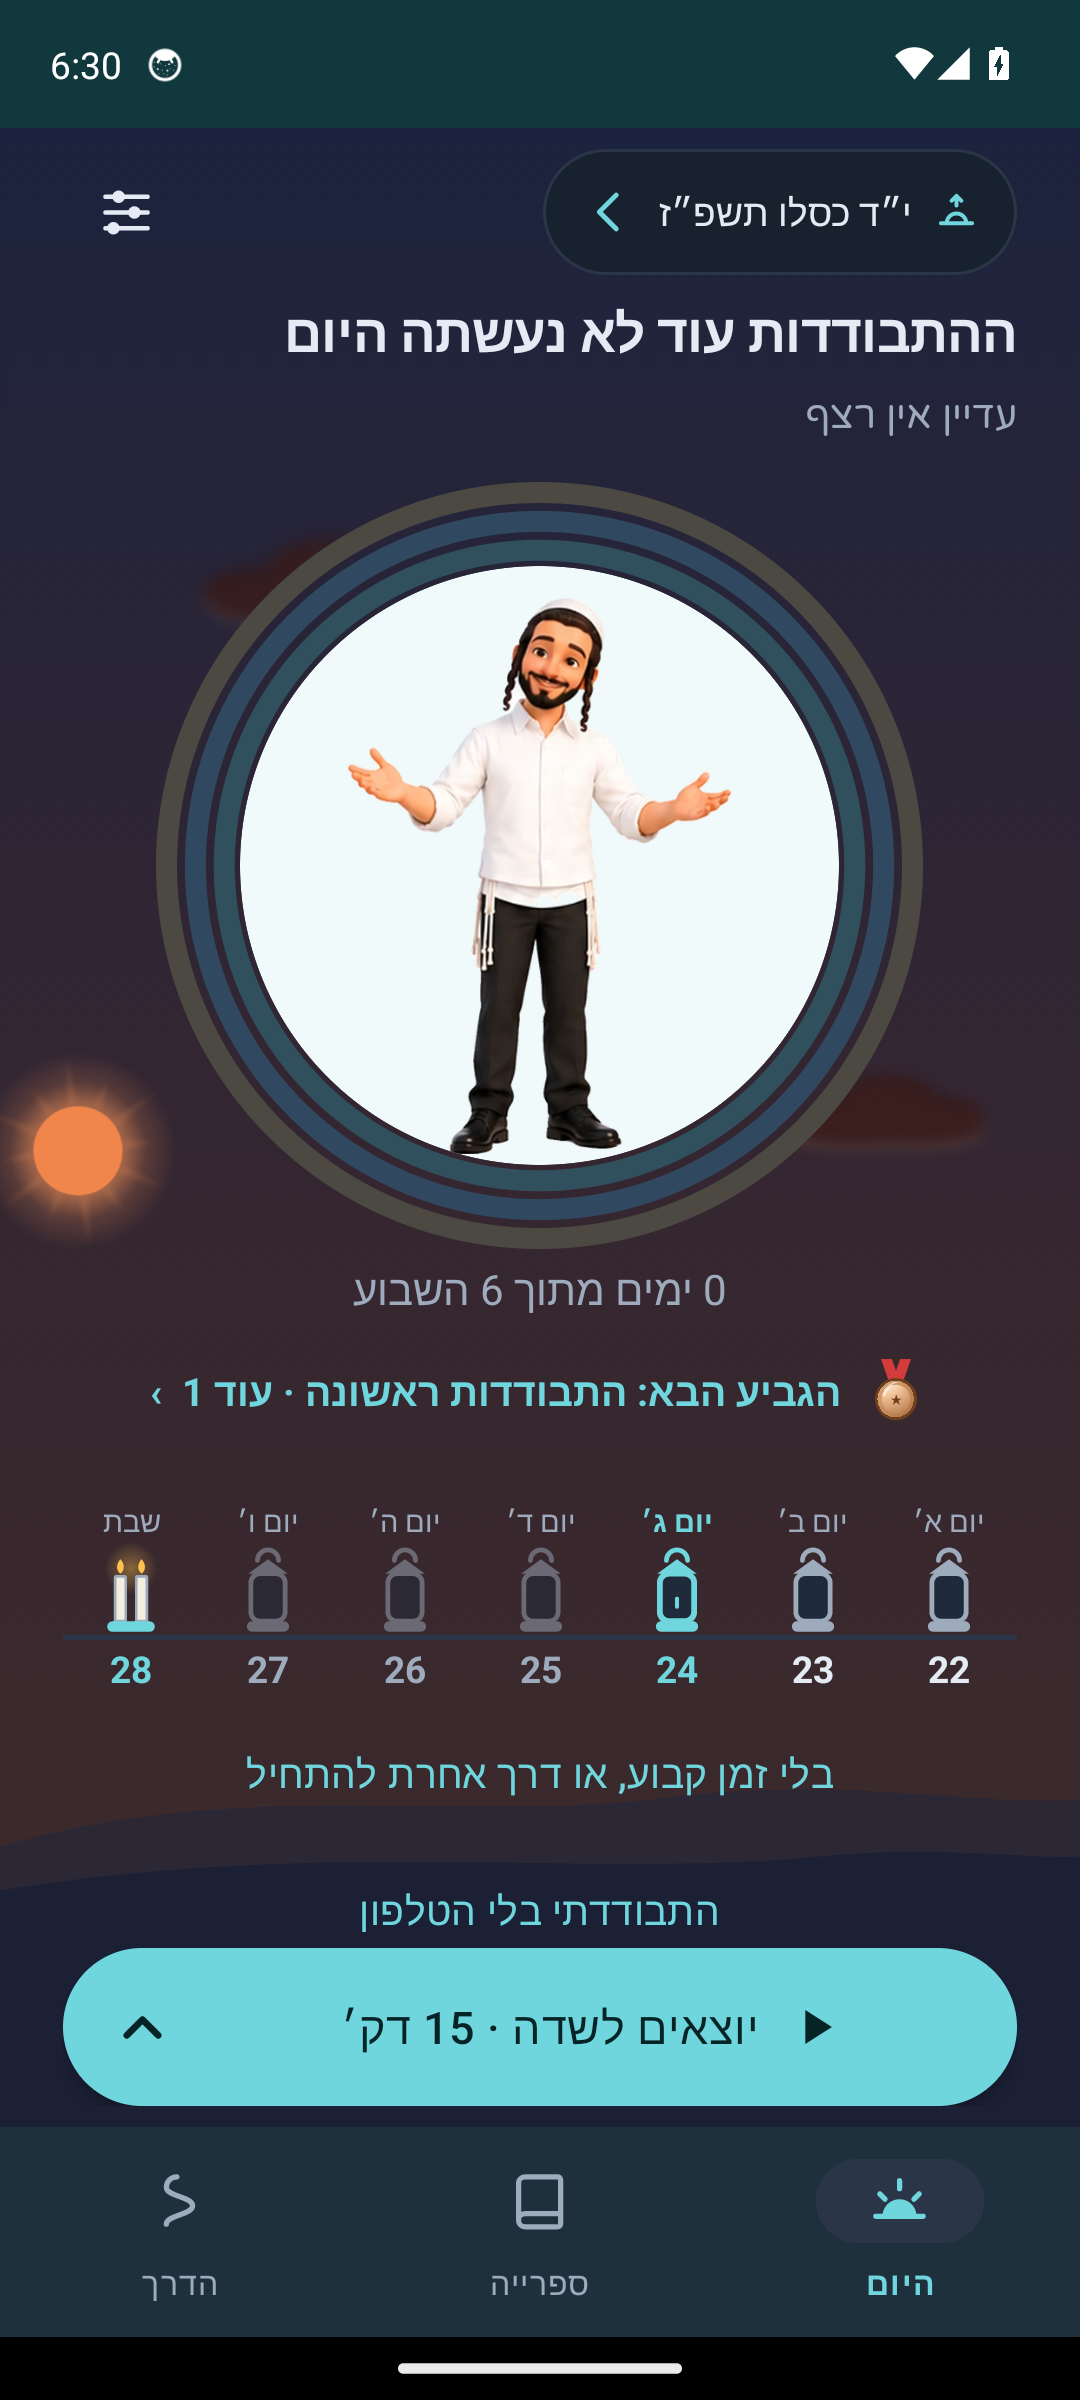 6:30
י״ד כסלו תשפ״ז
ההתבודדות עוד לא נעשתה היום
עדיין אין רצף
0 ימים מתוך 6 השבוע
הגביע הבא: התבודדות ראשונה · עוד 1 ‹
יום א׳ יום ב׳ יום ג׳ יום ד׳ יום ה׳ יום ו׳ שבת
22 23 24 25 26 27 28
בלי זמן קבוע, או דרך אחרת להתחיל
התבודדתי בלי הטלפון
יוצאים לשדה · 15 דק׳
היום ספרייה הדרך